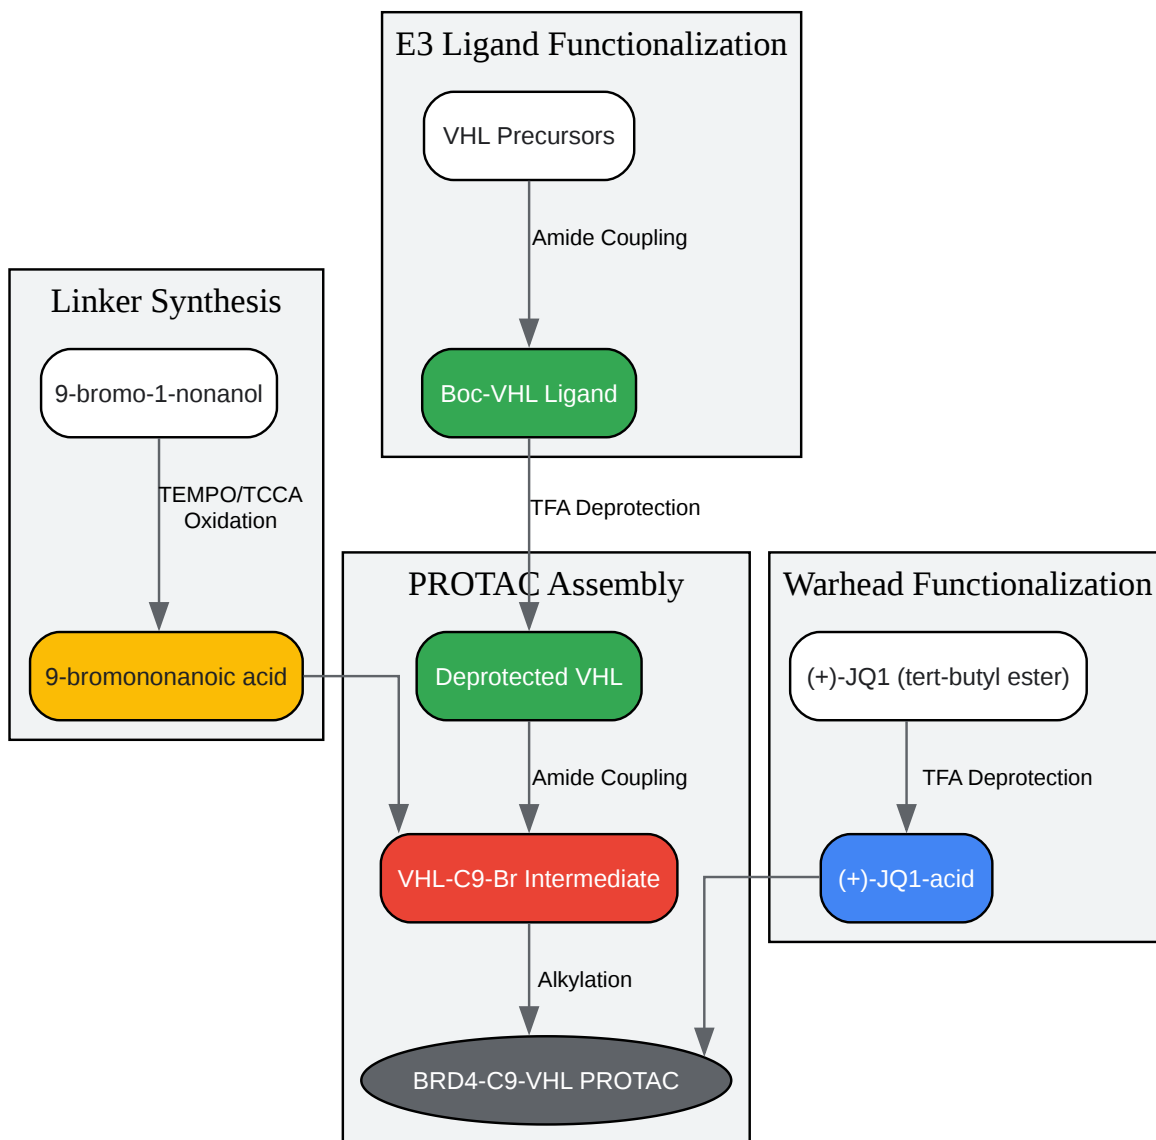 E3 Ligand Functionalization
VHL Precursors
Amide Coupling
Boc-VHL Ligand
TFA Deprotection
Linker Synthesis
9-bromo-1-nonanol
TEMPO/TCCA
Oxidation
9-bromononanoic acid
PROTAC Assembly
Deprotected VHL
Amide Coupling
VHL-C9-Br Intermediate
Alkylation
BRD4-C9-VHL PROTAC
Warhead Functionalization
(+)-JQ1 (tert-butyl ester)
TFA Deprotection
(+)-JQ1-acid